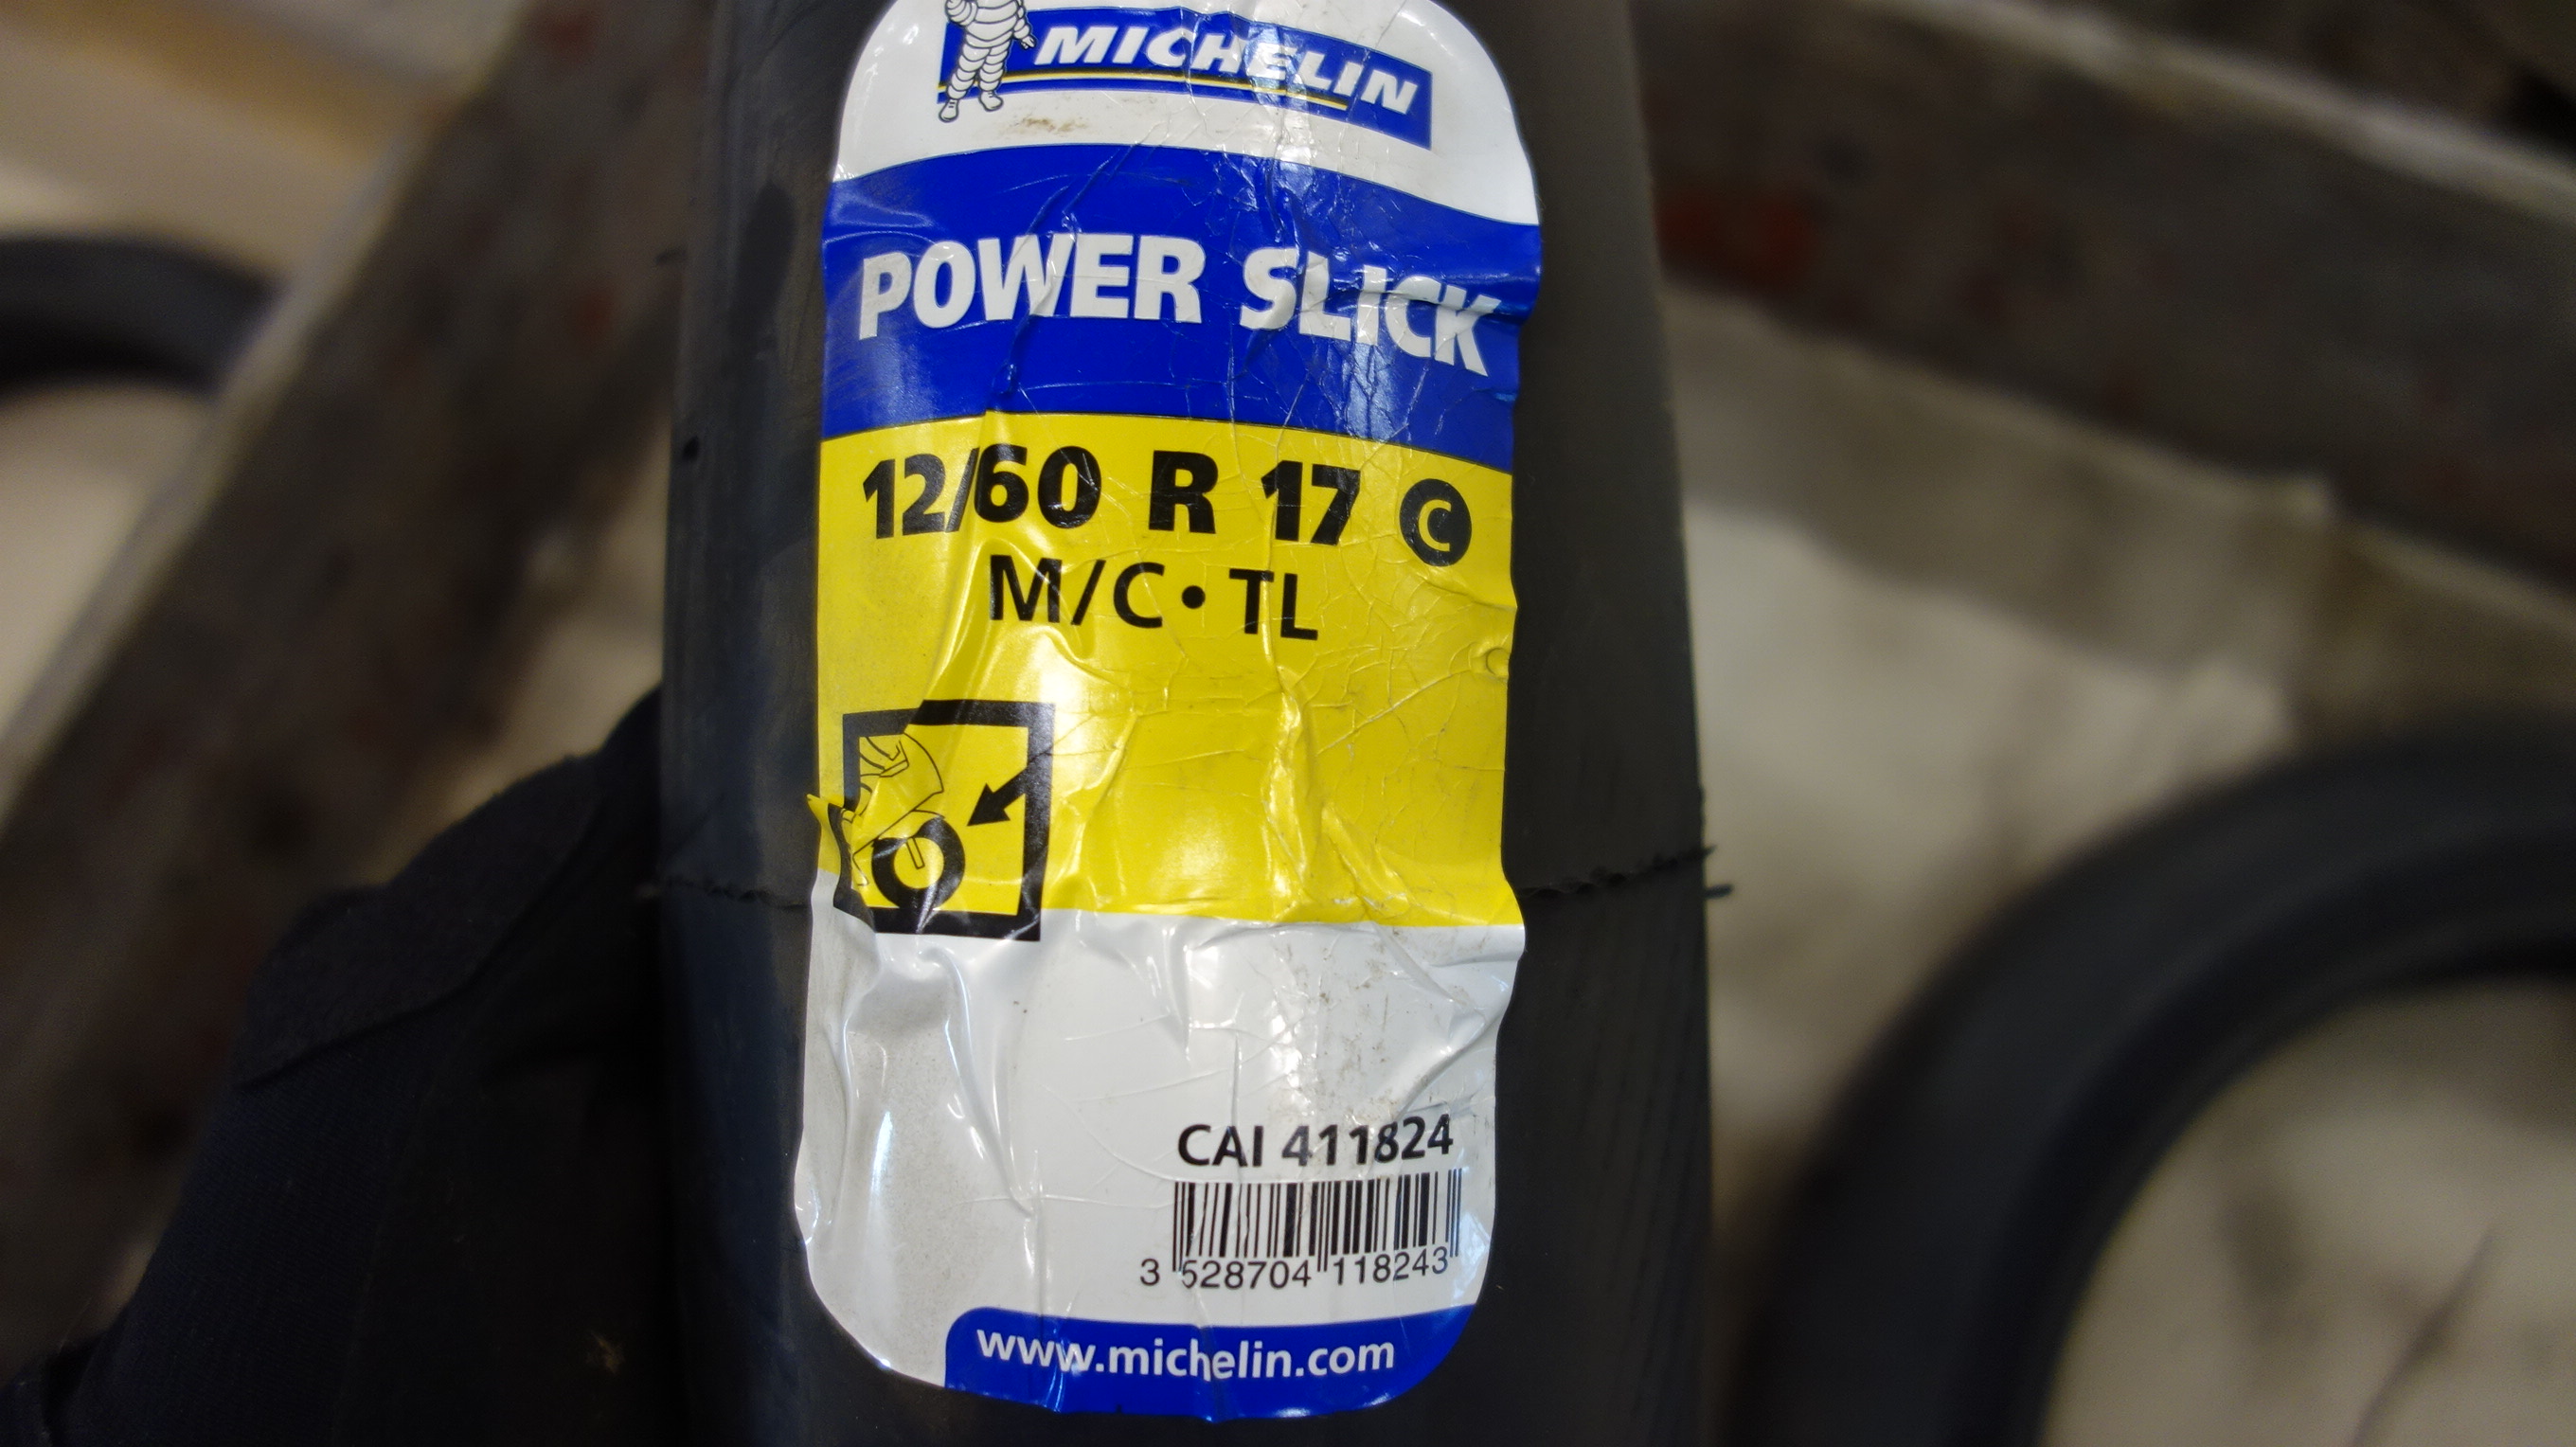 MICHELIN
POWER SLICK
12/60 R 17 C
M/C • TL
CAI 411824
3 528704 118243
www.michelin.com